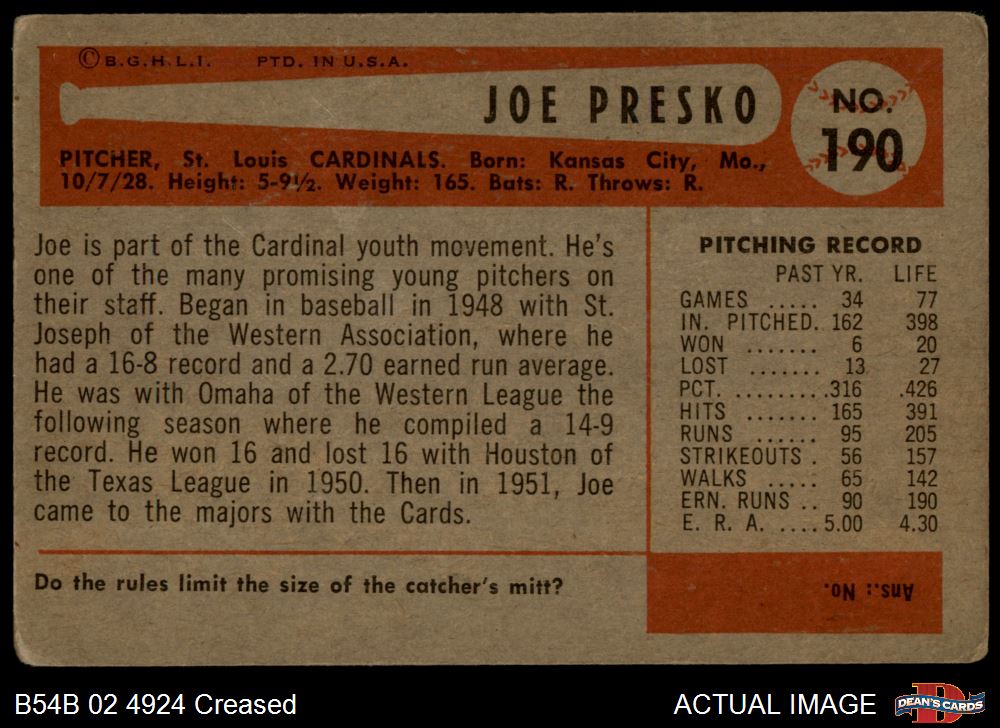 © B.G.H.L.I. PTD. IN U.S.A.
JOE PRESKO
NO.
190
PITCHER, St. Louis CARDINALS. Born: Kansas City, Mo.,
10/7/28. Height: 5-9½. Weight: 165. Bats: R. Throws: R.
Joe is part of the Cardinal youth movement. He's
one of the many promising young pitchers on
their staff. Began in baseball in 1948 with St.
Joseph of the Western Association, where he
had a 16-8 record and a 2.70 earned run average.
He was with Omaha of the Western League the
following season where he compiled a 14-9
record. He won 16 and lost 16 with Houston of
the Texas League in 1950. Then in 1951, Joe
came to the majors with the Cards.
PITCHING RECORD
PAST YR. LIFE
GAMES ..... 34 77
IN. PITCHED. 162 398
WON ....... 6 20
LOST ....... 13 27
PCT. ......... .316 .426
HITS ....... 165 391
RUNS ...... 95 205
STRIKEOUTS . 56 157
WALKS ..... 65 142
ERN. RUNS .. 90 190
E. R. A. .... 5.00 4.30
Do the rules limit the size of the catcher's mitt?
Ans.: No.
B54B 02 4924 Creased
ACTUAL IMAGE
D
DEAN'S CARDS